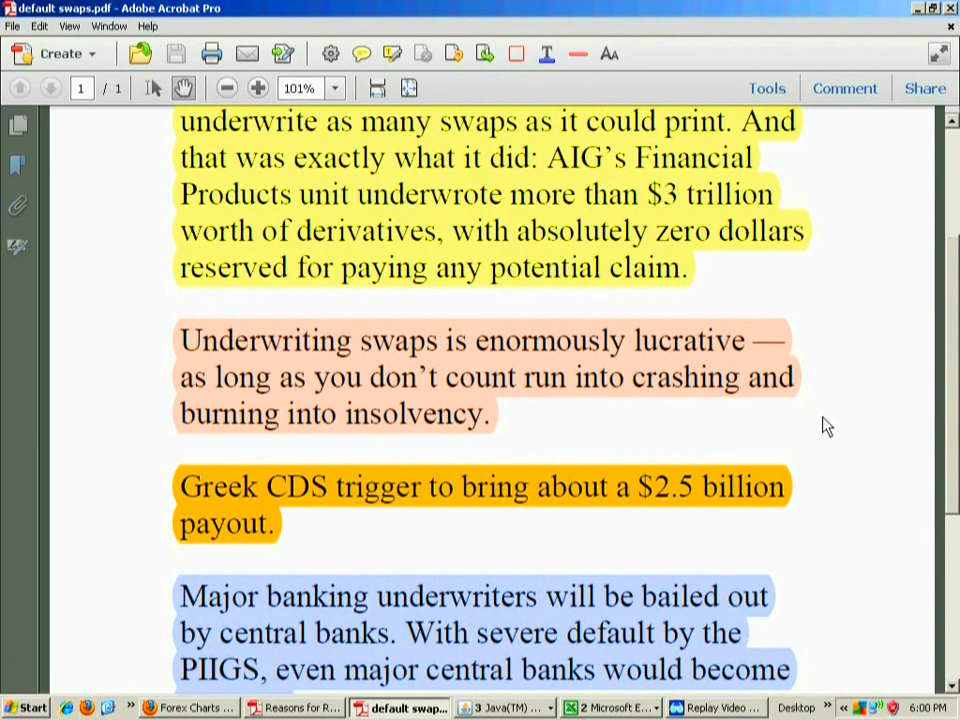 default swaps.pdf - Adobe Acrobat Pro
File Edit View Window Help
Create
1 / 1 101% Tools Comment Share
underwrite as many swaps as it could print. And
that was exactly what it did: AIG’s Financial
Products unit underwrote more than $3 trillion
worth of derivatives, with absolutely zero dollars
reserved for paying any potential claim.
Underwriting swaps is enormously lucrative —
as long as you don’t count run into crashing and
burning into insolvency.
Greek CDS trigger to bring about a $2.5 billion
payout.
Major banking underwriters will be bailed out
by central banks. With severe default by the
PIIGS, even major central banks would become
Start » Forex Charts ... Reasons for R... default swap... 3 Java(TM) ... 2 Microsoft E... Replay Video ... Desktop » « 6:00 PM